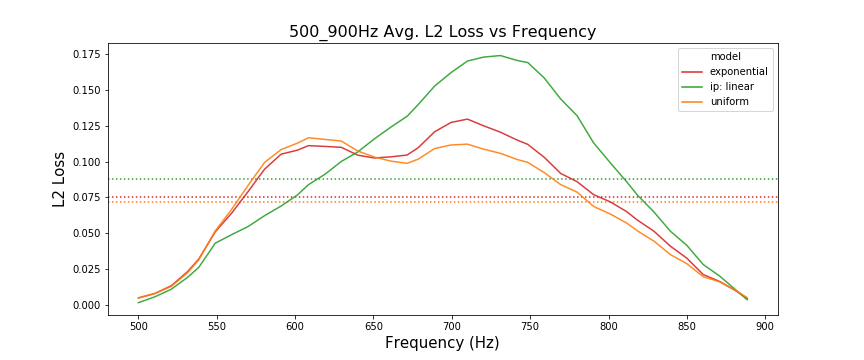 500_900Hz Avg. L2 Loss vs Frequency
model
exponential
ip: linear
uniform
L2 Loss
0.175
0.150
0.125
0.100
0.075
0.050
0.025
0.000
500 550 600 650 700 750 800 850 900
Frequency (Hz)